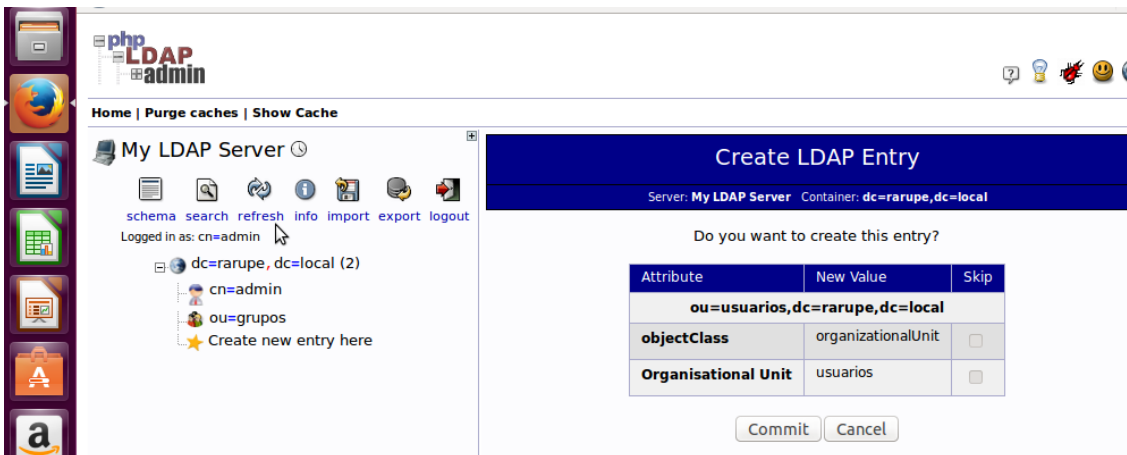 php
LDAP
admin
Home | Purge caches | Show Cache
My LDAP Server
schema search refresh info import export logout
Logged in as: cn=admin
dc=rarupe, dc=local (2)
cn=admin
ou=grupos
Create new entry here
Create LDAP Entry
Server: My LDAP Server Container: dc=rarupe,dc=local
Do you want to create this entry?
Attribute New Value Skip
ou=usuarios,dc=rarupe,dc=local
objectClass organizationalUnit
Organisational Unit usuarios
Commit Cancel